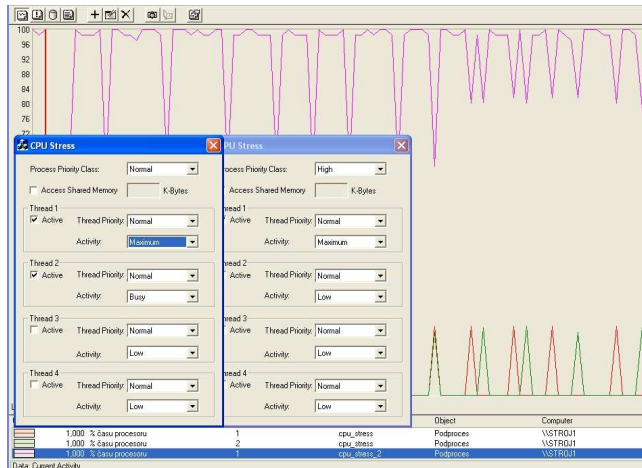 100
96
92
88
84
80
76
72
CPU Stress
PU Stress
Process Priority Class: Normal
rocess Priority Class: High
Access Shared Memory K-Bytes
Access Shared Memory K-Bytes
Thread 1
Active Thread Priority: Normal
Activity: Maximum
Thread 2
Active Thread Priority: Normal
Activity: Busy
Thread 3
Active Thread Priority: Normal
Activity: Low
Thread 4
Active Thread Priority: Normal
Activity: Low
hread 1
Active Thread Priority: Normal
Activity: Maximum
hread 2
Active Thread Priority: Normal
Activity: Low
hread 3
Active Thread Priority: Normal
Activity: Low
hread 4
Active Thread Priority: Normal
Activity: Low
Object Computer
1,000 % času procesoru 1 cpu_stress Podproces \\STROJ1
1,000 % času procesoru 2 cpu_stress Podproces \\STROJ1
1,000 % času procesoru 1 cpu_stress_2 Podproces \\STROJ1
Data: Current Activity